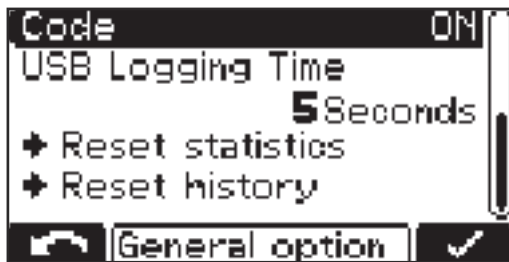 Code ON
USB Logging Time
5 Seconds
Reset statistics
Reset history
General option